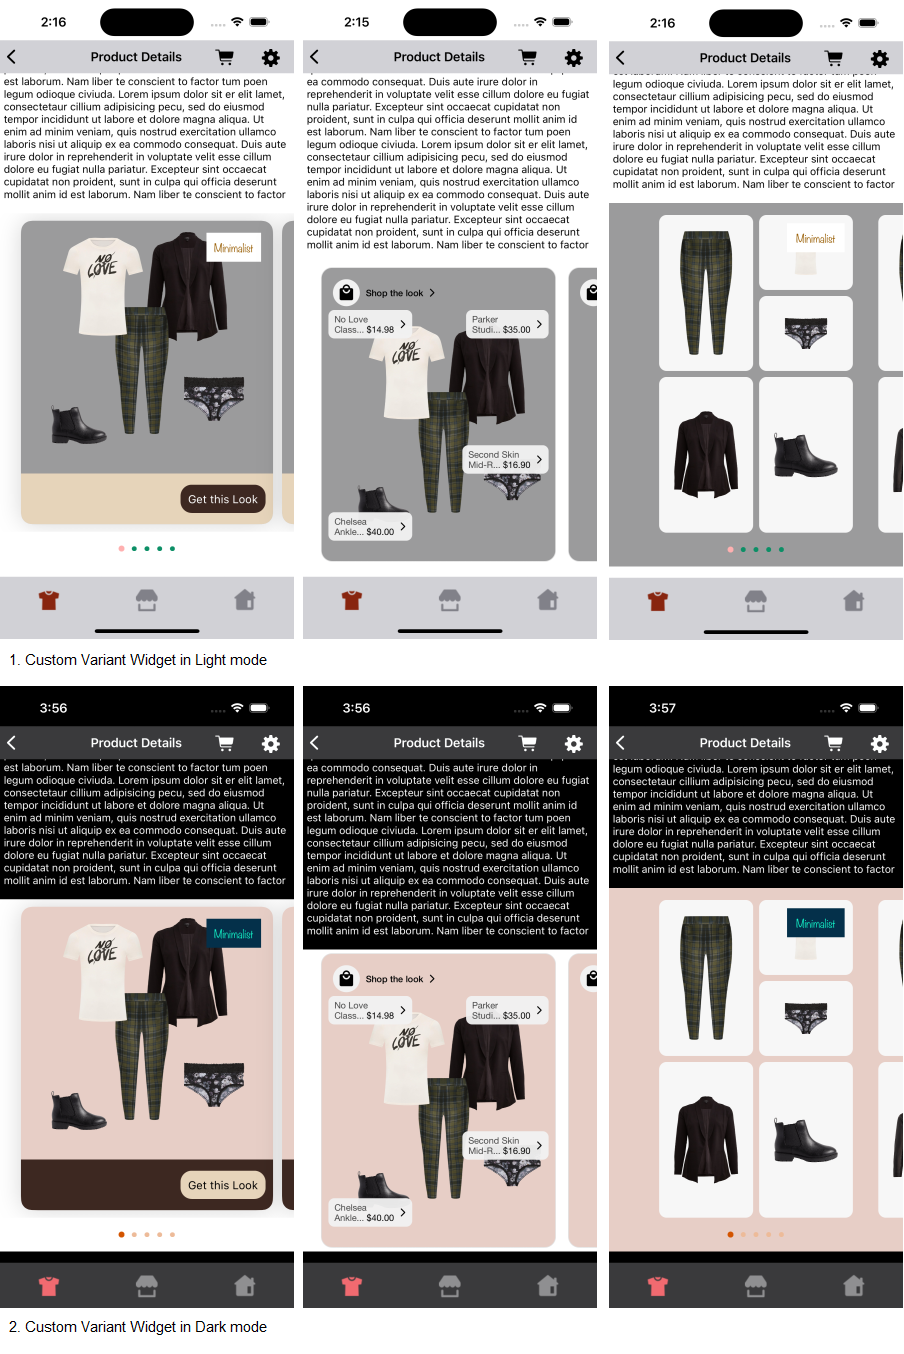 2:16
Product Details
est laborum. Nam liber te conscient to factor tum poen
legum odioque civiuda. Lorem ipsum dolor sit er elit lamet,
consectetaur cillium adipisicing pecu, sed do eiusmod
tempor incididunt ut labore et dolore magna aliqua. Ut
enim ad minim veniam, quis nostrud exercitation ullamco
laboris nisi ut aliquip ex ea commodo consequat. Duis aute
irure dolor in reprehenderit in voluptate velit esse cillum
dolore eu fugiat nulla pariatur. Excepteur sint occaecat
cupidatat non proident, sunt in culpa qui officia deserunt
mollit anim id est laborum. Nam liber te conscient to factor
Minimalist
NO
LOVE
Get this Look
2:15
Product Details
ea commodo consequat. Duis aute irure dolor in
reprehenderit in voluptate velit esse cillum dolore eu fugiat
nulla pariatur. Excepteur sint occaecat cupidatat non
proident, sunt in culpa qui officia deserunt mollit anim id
est laborum. Nam liber te conscient to factor tum poen
legum odioque civiuda. Lorem ipsum dolor sit er elit lamet,
consectetaur cillium adipisicing pecu, sed do eiusmod
tempor incididunt ut labore et dolore magna aliqua. Ut
enim ad minim veniam, quis nostrud exercitation ullamco
laboris nisi ut aliquip ex ea commodo consequat. Duis aute
irure dolor in reprehenderit in voluptate velit esse cillum
dolore eu fugiat nulla pariatur. Excepteur sint occaecat
cupidatat non proident, sunt in culpa qui officia deserunt
mollit anim id est laborum. Nam liber te conscient to factor
Shop the look
No Love
Class... $14.98
Parker
Studi... $35.00
NO
LOVE
Second Skin
Mid-R... $16.90
Chelsea
Ankle... $40.00
2:16
Product Details
legum odioque civiuda. Lorem ipsum dolor sit er elit lamet,
consectetaur cillium adipisicing pecu, sed do eiusmod
tempor incididunt ut labore et dolore magna aliqua. Ut
enim ad minim veniam, quis nostrud exercitation ullamco
laboris nisi ut aliquip ex ea commodo consequat. Duis aute
irure dolor in reprehenderit in voluptate velit esse cillum
dolore eu fugiat nulla pariatur. Excepteur sint occaecat
cupidatat non proident, sunt in culpa qui officia deserunt
mollit anim id est laborum. Nam liber te conscient to factor
Minimalist
1. Custom Variant Widget in Light mode
3:56
Product Details
est laborum. Nam liber te conscient to factor tum poen
legum odioque civiuda. Lorem ipsum dolor sit er elit lamet,
consectetaur cillium adipisicing pecu, sed do eiusmod
tempor incididunt ut labore et dolore magna aliqua. Ut
enim ad minim veniam, quis nostrud exercitation ullamco
laboris nisi ut aliquip ex ea commodo consequat. Duis aute
irure dolor in reprehenderit in voluptate velit esse cillum
dolore eu fugiat nulla pariatur. Excepteur sint occaecat
cupidatat non proident, sunt in culpa qui officia deserunt
mollit anim id est laborum. Nam liber te conscient to factor
Minimalist
NO
LOVE
Get this Look
3:56
Product Details
ea commodo consequat. Duis aute irure dolor in
reprehenderit in voluptate velit esse cillum dolore eu fugiat
nulla pariatur. Excepteur sint occaecat cupidatat non
proident, sunt in culpa qui officia deserunt mollit anim id
est laborum. Nam liber te conscient to factor tum poen
legum odioque civiuda. Lorem ipsum dolor sit er elit lamet,
consectetaur cillium adipisicing pecu, sed do eiusmod
tempor incididunt ut labore et dolore magna aliqua. Ut
enim ad minim veniam, quis nostrud exercitation ullamco
laboris nisi ut aliquip ex ea commodo consequat. Duis aute
irure dolor in reprehenderit in voluptate velit esse cillum
dolore eu fugiat nulla pariatur. Excepteur sint occaecat
cupidatat non proident, sunt in culpa qui officia deserunt
mollit anim id est laborum. Nam liber te conscient to factor
Shop the look
No Love
Class... $14.98
Parker
Studi... $35.00
NO
LOVE
Second Skin
Mid-R... $16.90
Chelsea
Ankle... $40.00
3:57
Product Details
legum odioque civiuda. Lorem ipsum dolor sit er elit lamet,
consectetaur cillium adipisicing pecu, sed do eiusmod
tempor incididunt ut labore et dolore magna aliqua. Ut
enim ad minim veniam, quis nostrud exercitation ullamco
laboris nisi ut aliquip ex ea commodo consequat. Duis aute
irure dolor in reprehenderit in voluptate velit esse cillum
dolore eu fugiat nulla pariatur. Excepteur sint occaecat
cupidatat non proident, sunt in culpa qui officia deserunt
mollit anim id est laborum. Nam liber te conscient to factor
Minimalist
2. Custom Variant Widget in Dark mode